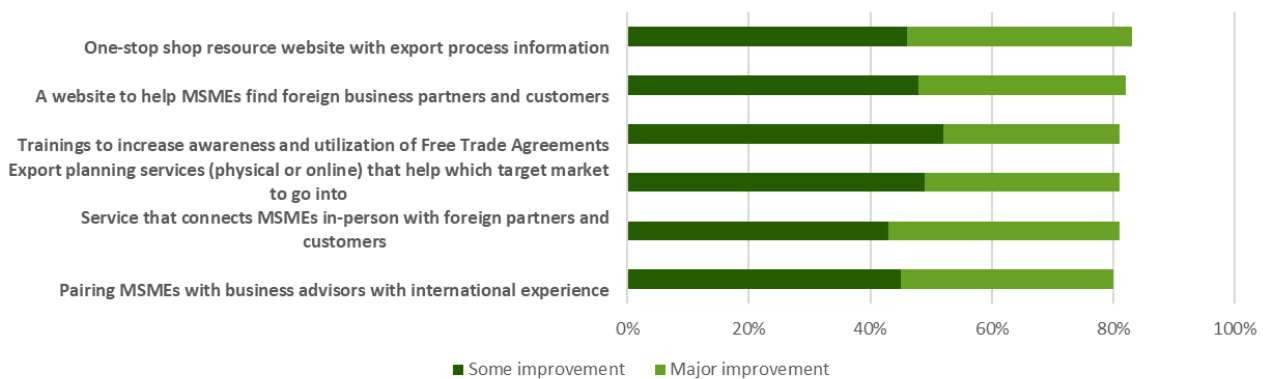 One-stop shop resource website with export process information
A website to help MSMEs find foreign business partners and customers
Trainings to increase awareness and utilization of Free Trade Agreements
Export planning services (physical or online) that help which target market
to go into
Service that connects MSMEs in-person with foreign partners and
customers
Pairing MSMEs with business advisors with international experience
0% 20% 40% 60% 80% 100%
Some improvement Major improvement